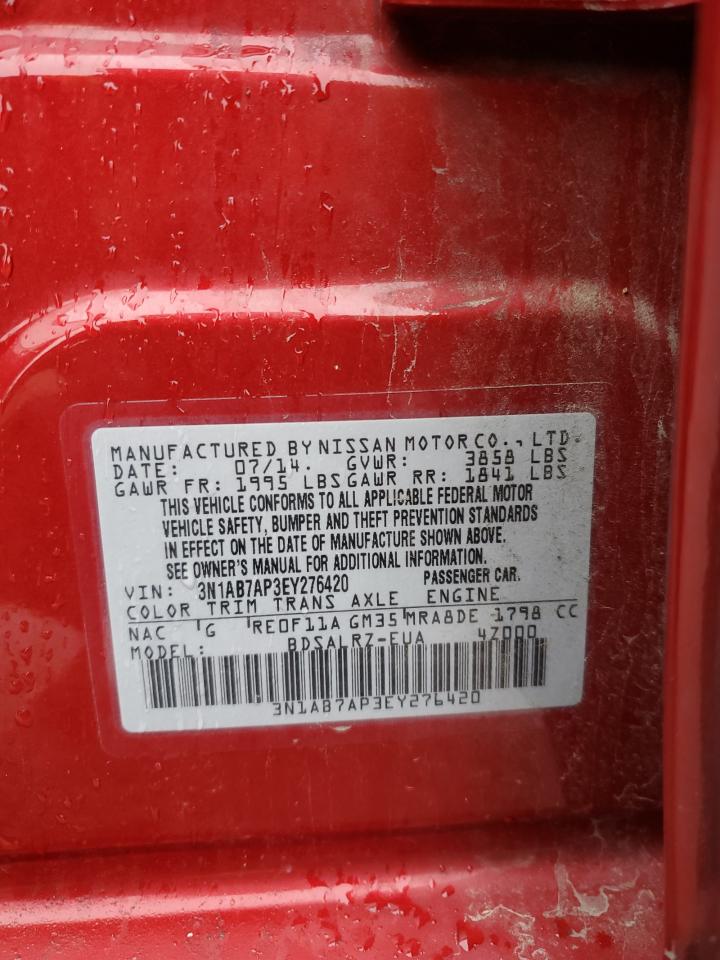 MANUFACTURED BY NISSAN MOTOR CO., LTD.
DATE: 07/14. GVWR: 3858 LBS
GAWR FR: 1995 LBS GAWR RR: 1841 LBS
THIS VEHICLE CONFORMS TO ALL APPLICABLE FEDERAL MOTOR
VEHICLE SAFETY, BUMPER AND THEFT PREVENTION STANDARDS
IN EFFECT ON THE DATE OF MANUFACTURE SHOWN ABOVE.
SEE OWNER'S MANUAL FOR ADDITIONAL INFORMATION.
VIN: 3N1AB7AP3EY276420 PASSENGER CAR.
COLOR TRIM TRANS AXLE ENGINE
NAC G RE0F11A GM35 MRA8DE 1798 CC
MODEL: BDSALRZ-EUA 4Z000
3N1AB7AP3EY276420